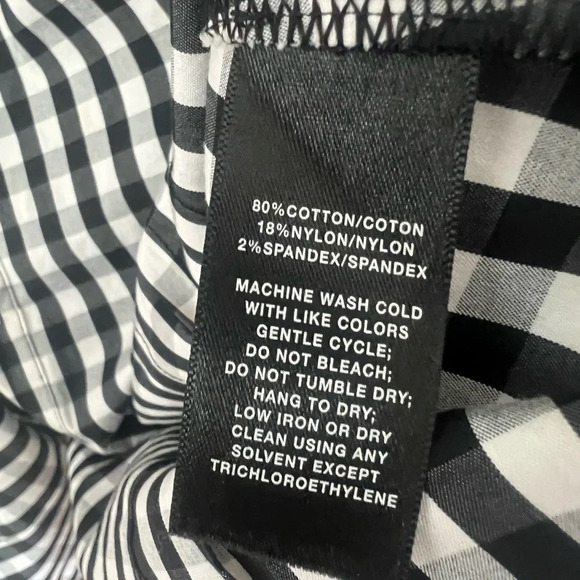 80%COTTON/COTON
18%NYLON/NYLON
2%SPANDEX/SPANDEX
MACHINE WASH COLD
WITH LIKE COLORS
GENTLE CYCLE;
DO NOT BLEACH;
DO NOT TUMBLE DRY;
HANG TO DRY;
LOW IRON OR DRY
CLEAN USING ANY
SOLVENT EXCEPT
TRICHLOROETHYLENE